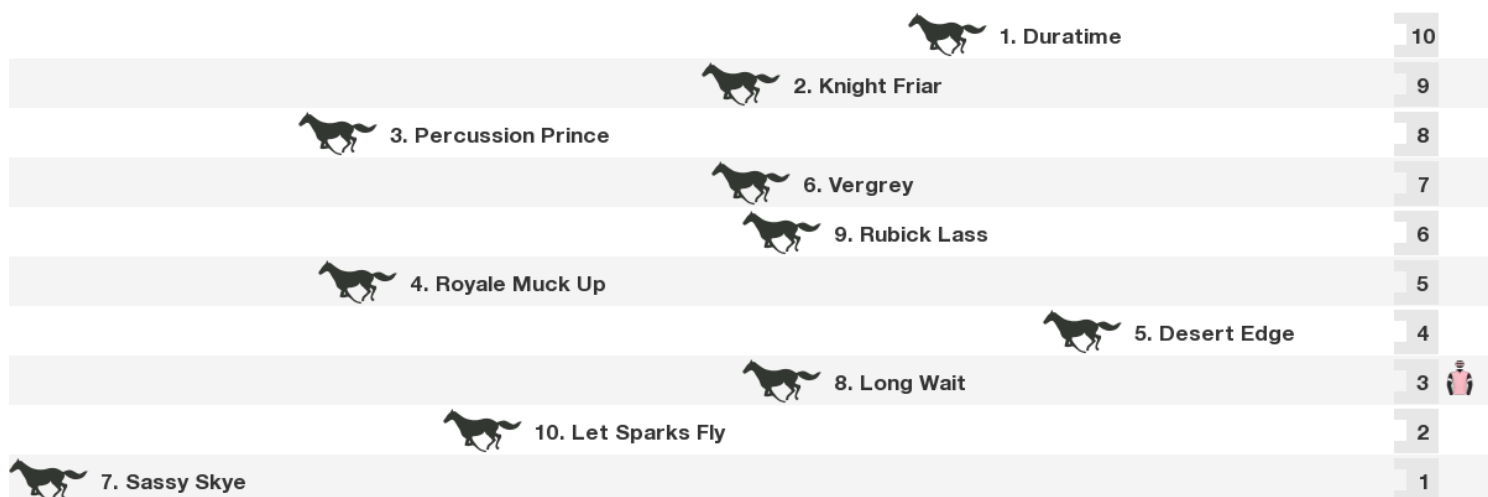 1. Duratime 10
2. Knight Friar 9
3. Percussion Prince 8
6. Vergrey 7
9. Rubick Lass 6
4. Royale Muck Up 5
5. Desert Edge 4
8. Long Wait 3
10. Let Sparks Fly 2
7. Sassy Skye 1